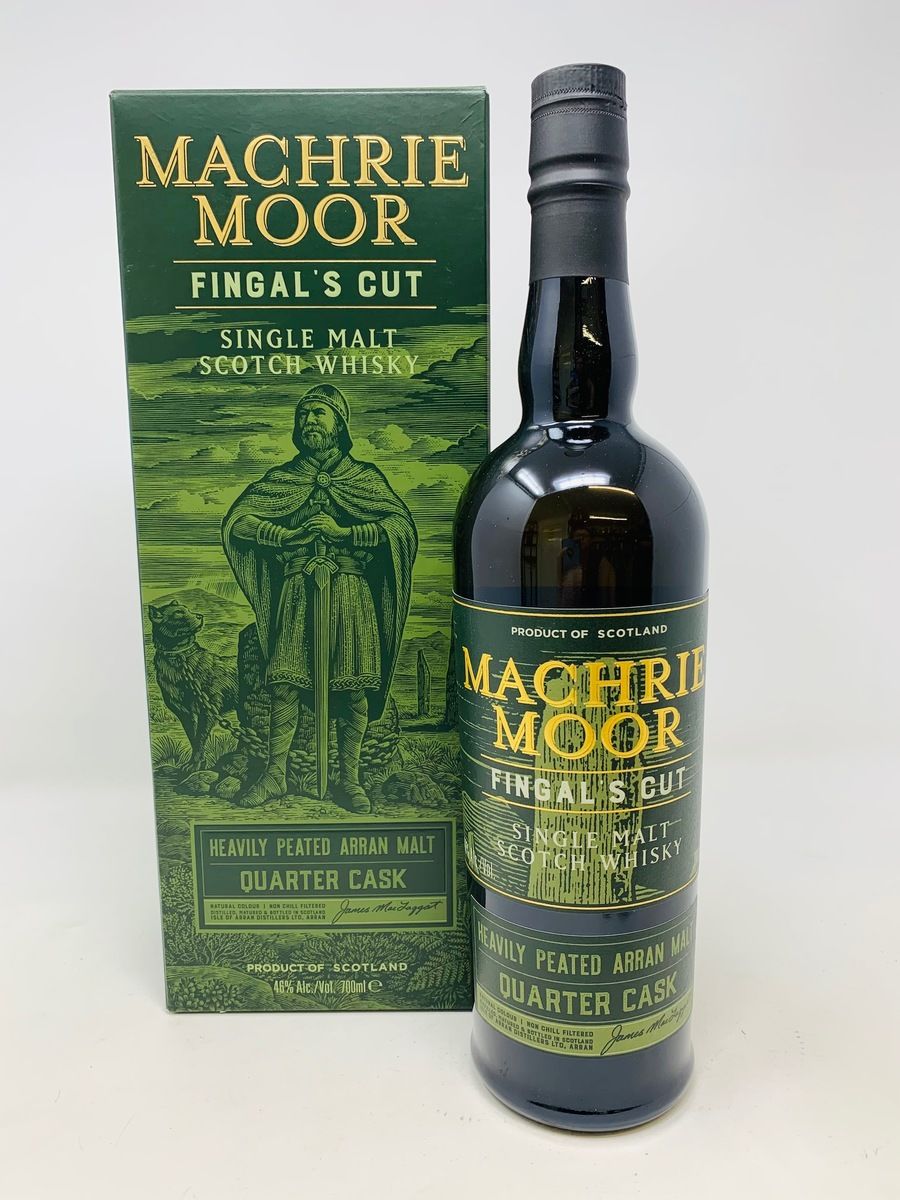 MACHRIE
MOOR
FINGAL'S CUT
SINGLE MALT
SCOTCH WHISKY
HEAVILY PEATED ARRAN MALT
QUARTER CASK
NATURAL COLOUR | NON CHILL FILTERED
DISTILLED, MATURED & BOTTLED IN SCOTLAND
ISLE OF ARRAN DISTILLERS LTD, ARRAN
James MacTaggart
PRODUCT OF SCOTLAND
46% Alc./Vol. 700ml e
PRODUCT OF SCOTLAND
MACHRIE
MOOR
FINGAL'S CUT
SINGLE MALT
SCOTCH WHISKY
HEAVILY PEATED ARRAN MALT
QUARTER CASK
NATURAL COLOUR | NON CHILL FILTERED
MATURED & BOTTLED IN SCOTLAND
ISLE OF ARRAN DISTILLERS LTD, ARRAN
James MacTaggart